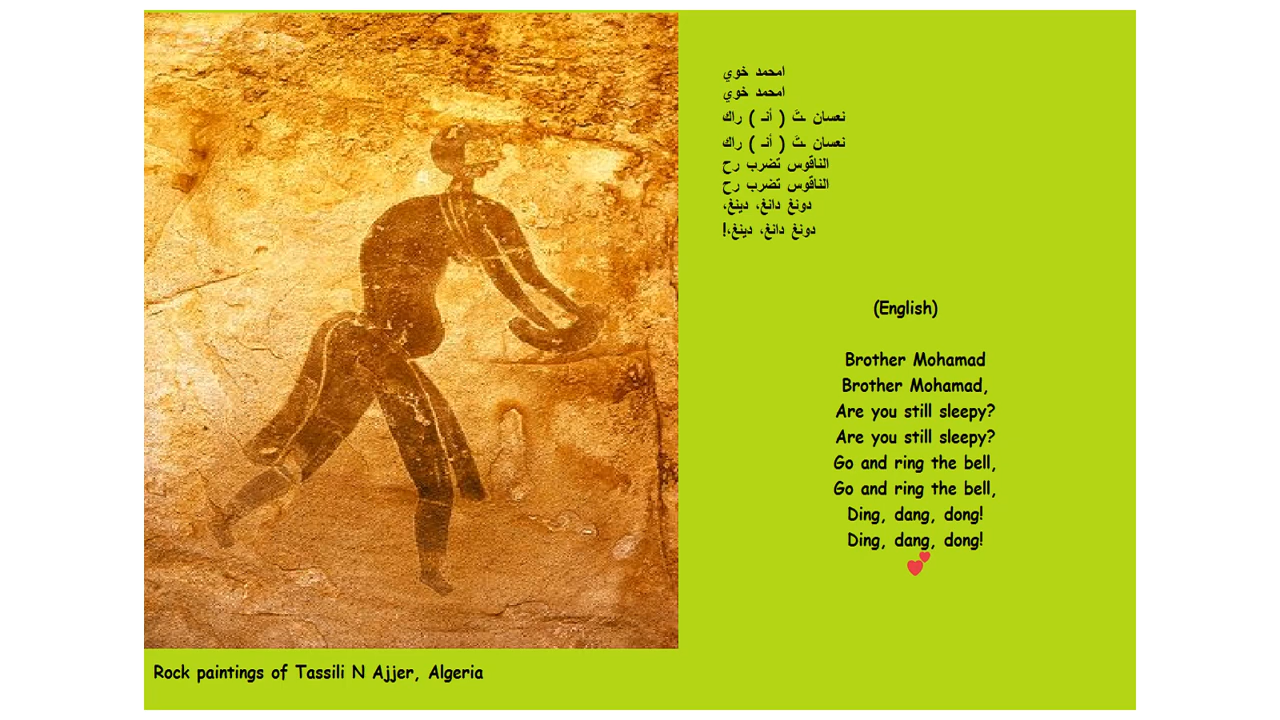 امحمد خوي
امحمد خوي
نعسان ـتَ ( أنـ ) راك
نعسان ـتَ ( أنـ ) راك
الناقوس تضرب رح
الناقوس تضرب رح
دونغ دانغ، دينغ،
دونغ دانغ، دينغ،!
(English)
Brother Mohamad
Brother Mohamad,
Are you still sleepy?
Are you still sleepy?
Go and ring the bell,
Go and ring the bell,
Ding, dang, dong!
Ding, dang, dong!
Rock paintings of Tassili N Ajjer, Algeria